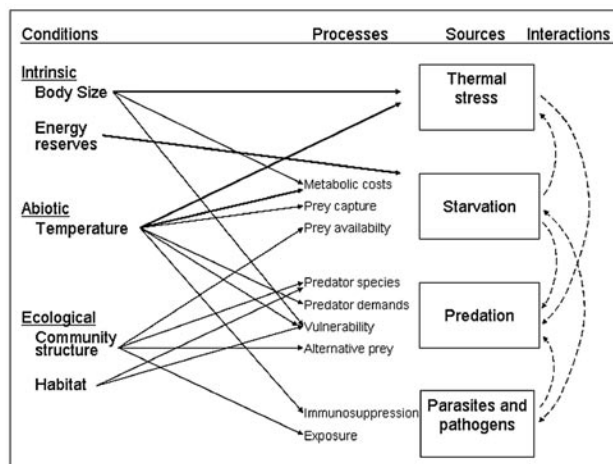 Conditions Processes Sources Interactions
Intrinsic
Body Size
Energy
reserves
Abiotic
Temperature
Ecological
Community
structure
Habitat
Metabolic costs
Prey capture
Prey availabilty
Predator species
Predator demands
Vulnerability
Alternative prey
Immunosuppression
Exposure
Thermal
stress
Starvation
Predation
Parasites and
pathogens